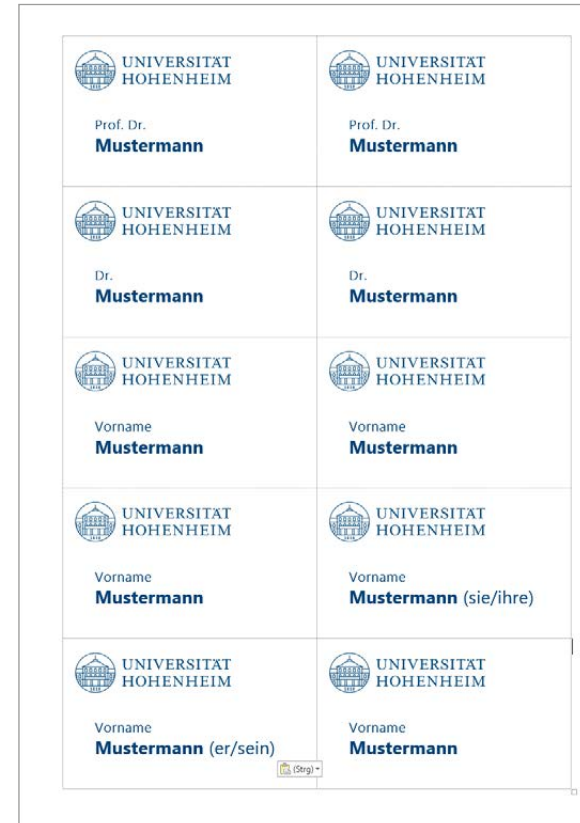 UNIVERSITÄT
HOHENHEIM
Prof. Dr.
Mustermann
UNIVERSITÄT
HOHENHEIM
Prof. Dr.
Mustermann
UNIVERSITÄT
HOHENHEIM
Dr.
Mustermann
UNIVERSITÄT
HOHENHEIM
Dr.
Mustermann
UNIVERSITÄT
HOHENHEIM
Vorname
Mustermann
UNIVERSITÄT
HOHENHEIM
Vorname
Mustermann
UNIVERSITÄT
HOHENHEIM
Vorname
Mustermann
UNIVERSITÄT
HOHENHEIM
Vorname
Mustermann (sie/ihre)
UNIVERSITÄT
HOHENHEIM
Vorname
Mustermann (er/sein)
UNIVERSITÄT
HOHENHEIM
Vorname
Mustermann
(Strg)